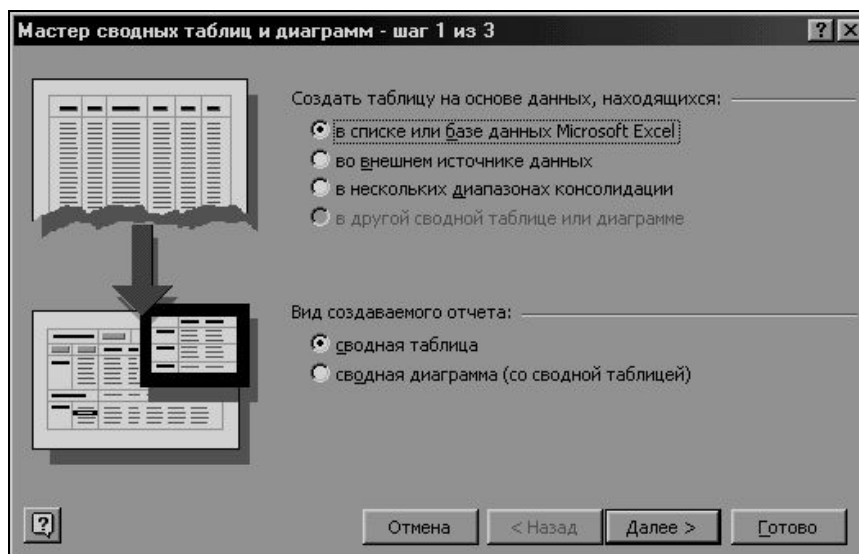 Мастер сводных таблиц и диаграмм - шаг 1 из 3
Создать таблицу на основе данных, находящихся:
в списке или базе данных Microsoft Excel
во внешнем источнике данных
в нескольких диапазонах консолидации
в другой сводной таблице или диаграмме
Вид создаваемого отчета:
сводная таблица
сводная диаграмма (со сводной таблицей)
Отмена
< Назад
Далее >
Готово